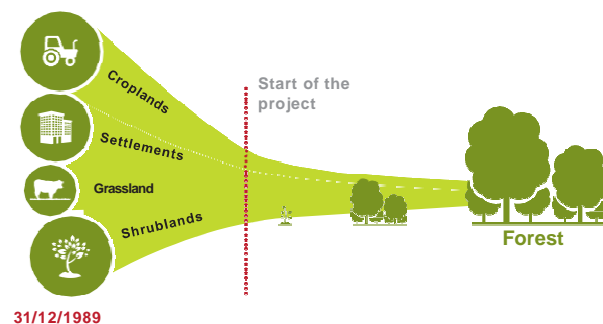 Croplands
Start of the
project
Settlements
Grassland
Shrublands
Forest
31/12/1989